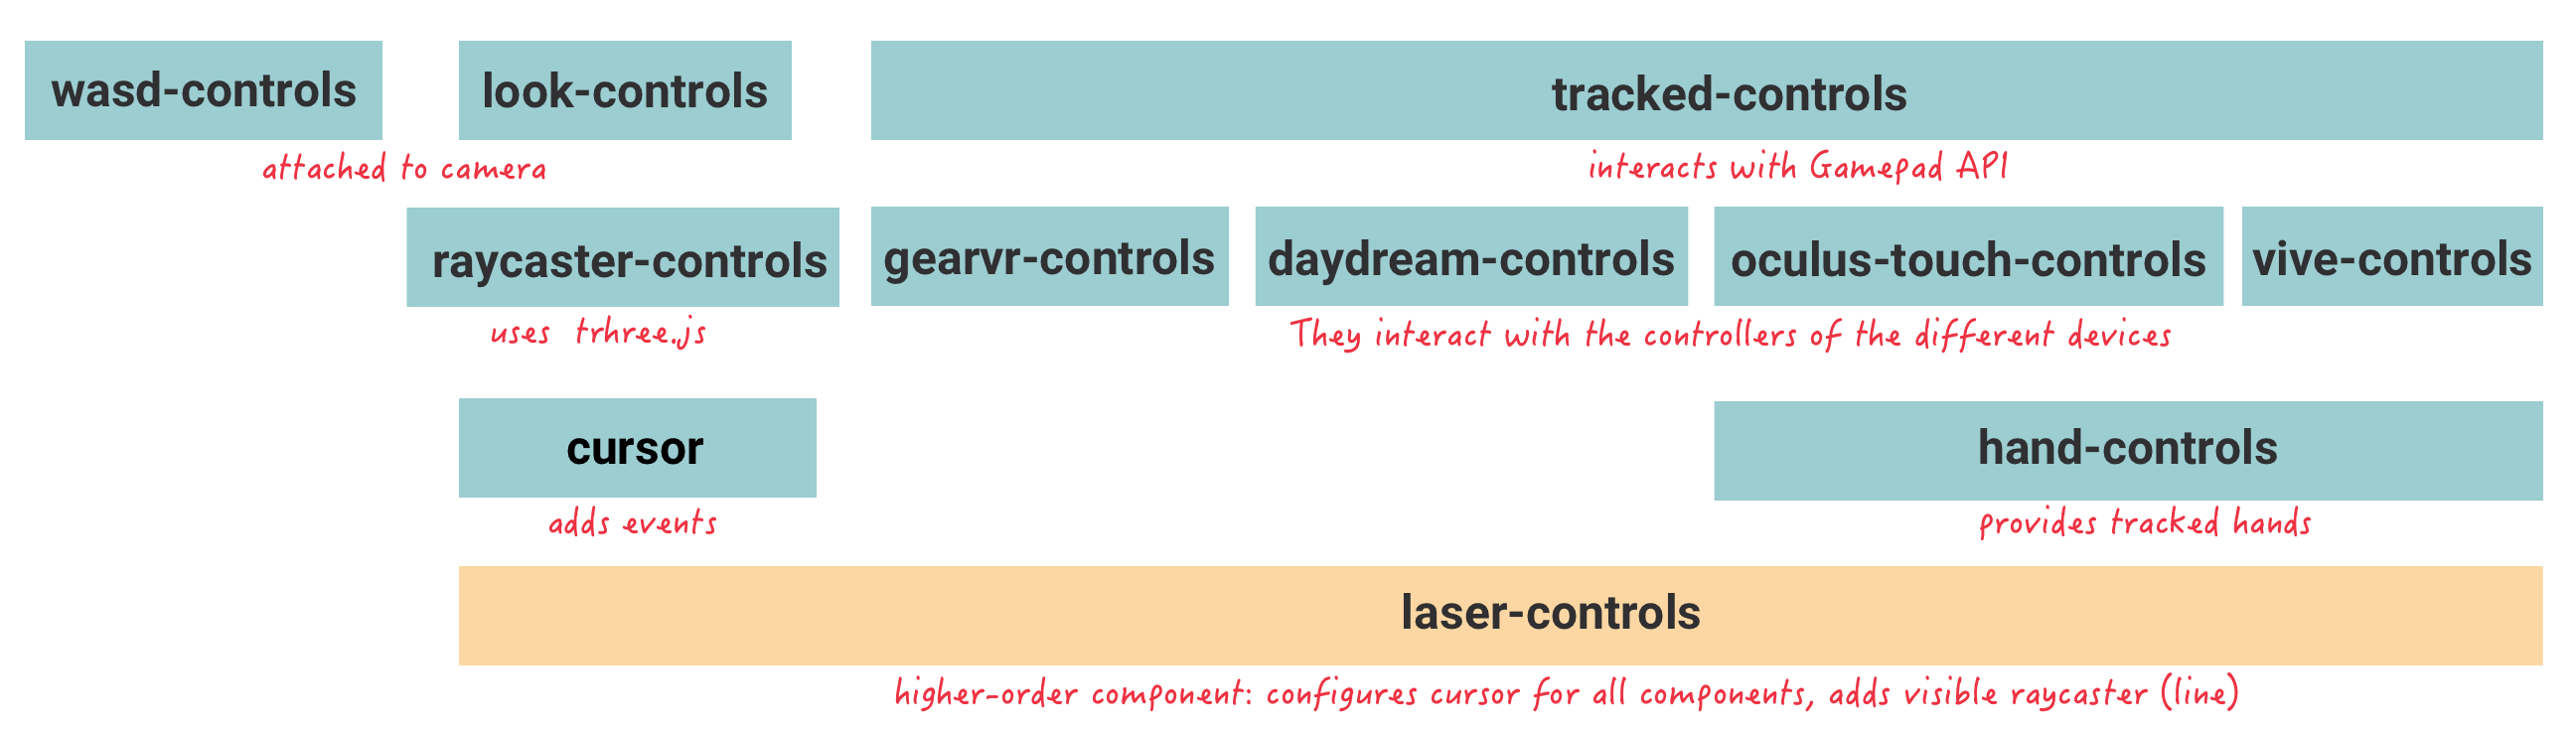 wasd-controls
look-controls
tracked-controls
attached to camera
interacts with Gamepad API
raycaster-controls
gearvr-controls
daydream-controls
oculus-touch-controls
vive-controls
uses trhree.js
They interact with the controllers of the different devices
cursor
hand-controls
adds events
provides tracked hands
laser-controls
higher-order component: configures cursor for all components, adds visible raycaster (line)